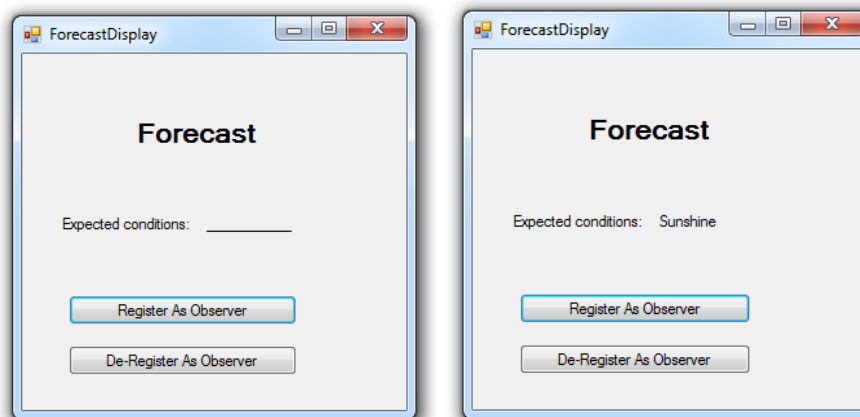 ForecastDisplay
Forecast
Expected conditions: __________
Register As Observer
De-Register As Observer
ForecastDisplay
Forecast
Expected conditions: Sunshine
Register As Observer
De-Register As Observer